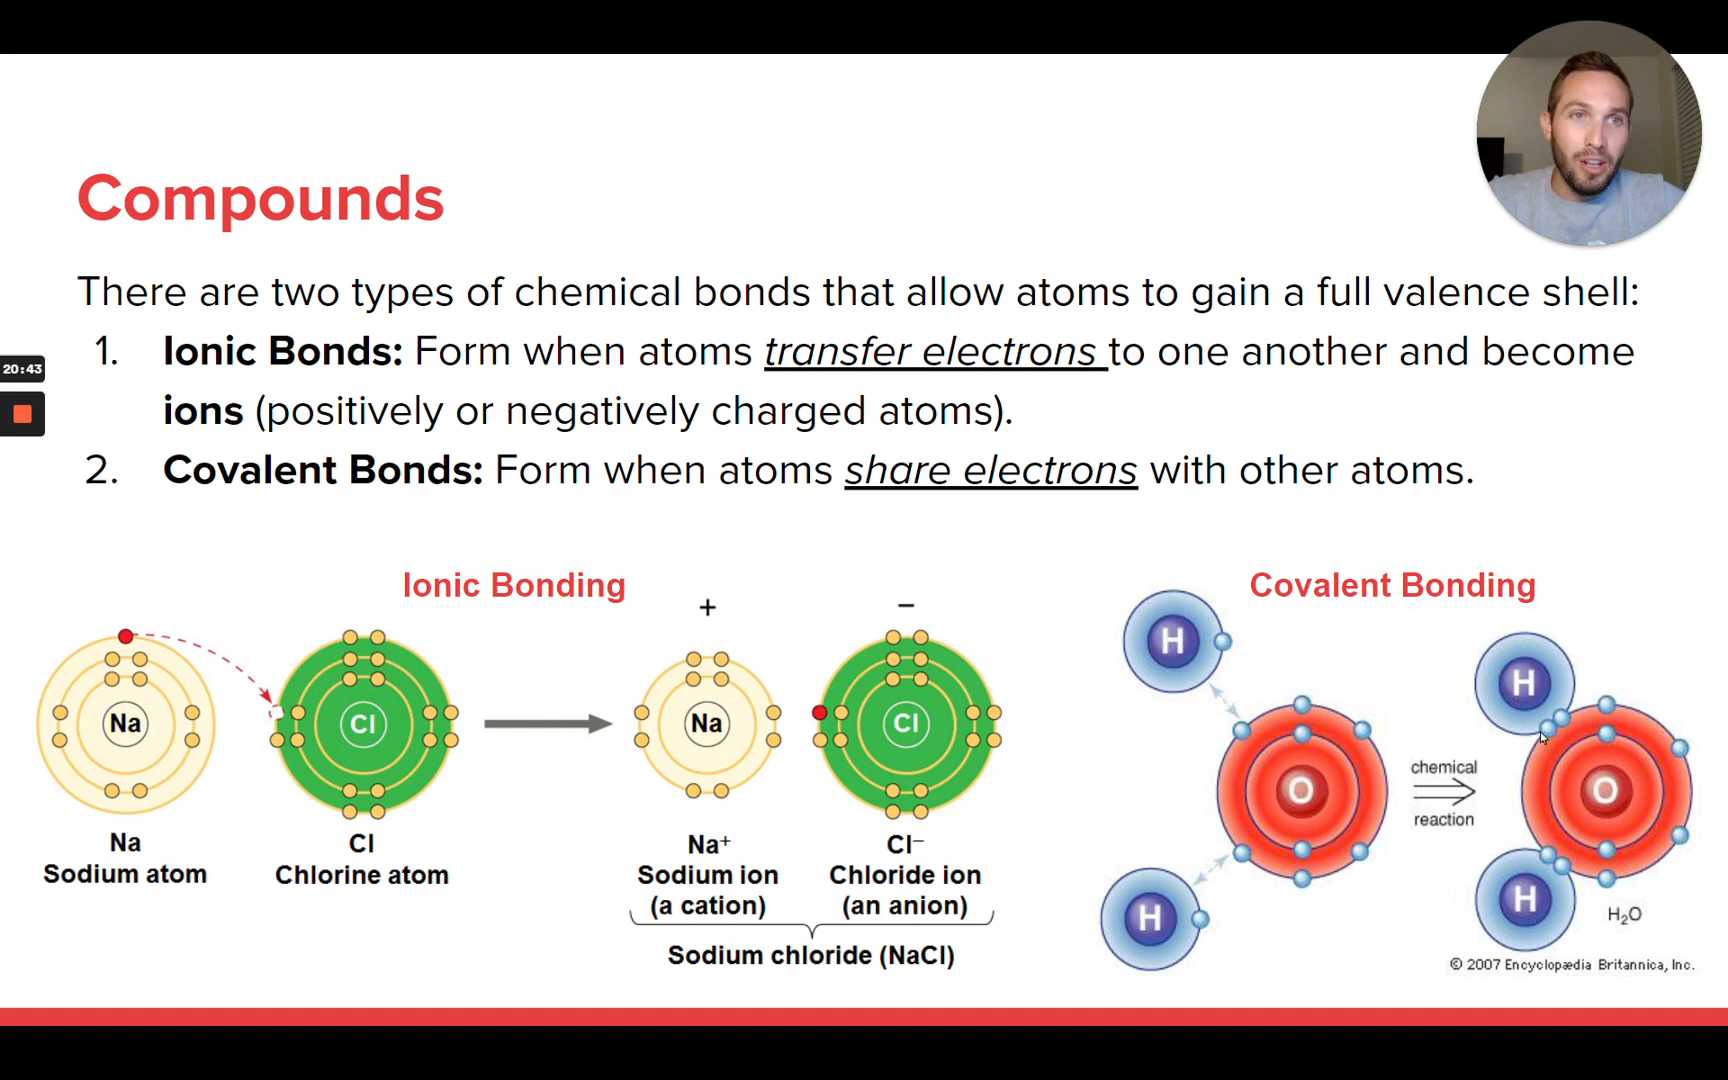 Compounds
There are two types of chemical bonds that allow atoms to gain a full valence shell:
1. Ionic Bonds: Form when atoms transfer electrons to one another and become
ions (positively or negatively charged atoms).
2. Covalent Bonds: Form when atoms share electrons with other atoms.
20:43
Ionic Bonding
+
−
Na
Cl
Na
Cl
Na
Sodium atom
Cl
Chlorine atom
Na⁺
Sodium ion
(a cation)
Cl⁻
Chloride ion
(an anion)
Sodium chloride (NaCl)
Covalent Bonding
H
H
O
chemical
reaction
H
O
H
H₂O
© 2007 Encyclopædia Britannica, Inc.